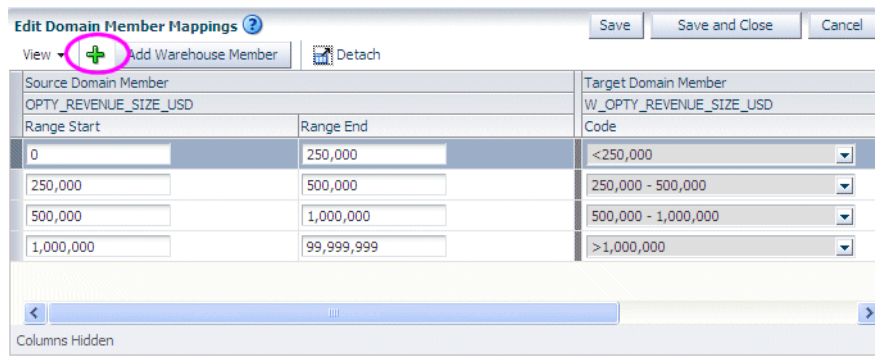 Edit Domain Member Mappings ? Save Save and Close Cancel
View Add Warehouse Member Detach
Source Domain Member Target Domain Member
OPTY_REVENUE_SIZE_USD W_OPTY_REVENUE_SIZE_USD
Range Start Range End Code
0 250,000 <250,000
250,000 500,000 250,000 - 500,000
500,000 1,000,000 500,000 - 1,000,000
1,000,000 99,999,999 >1,000,000
Columns Hidden